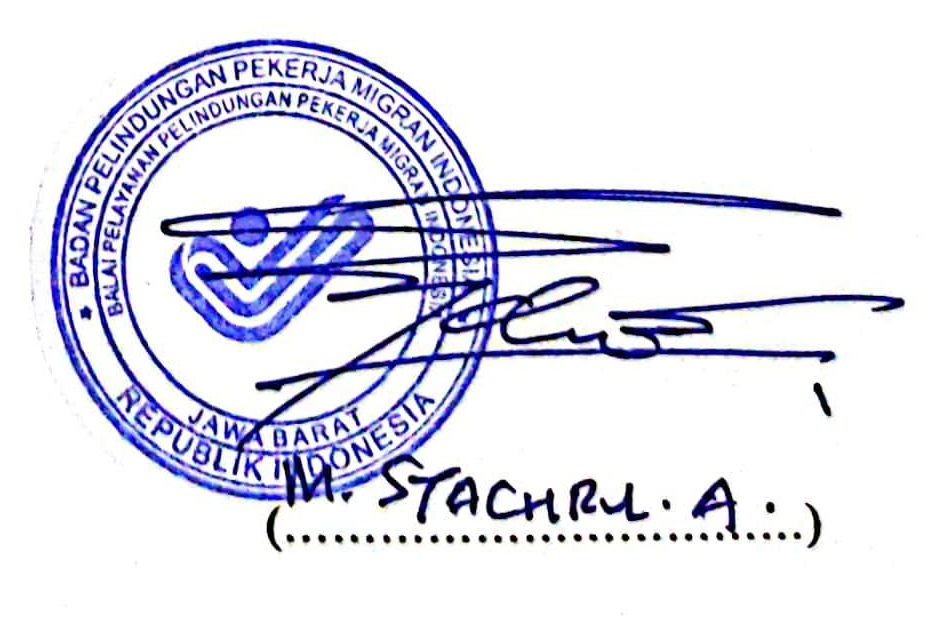 ★ BADAN PELINDUNGAN PEKERJA MIGRAN INDONESIA
BALAI PELAYANAN PELINDUNGAN PEKERJA MIGRAN INDONESIA
JAWA BARAT
REPUBLIK INDONESIA
M. STACHRUL. A.
(........................................)